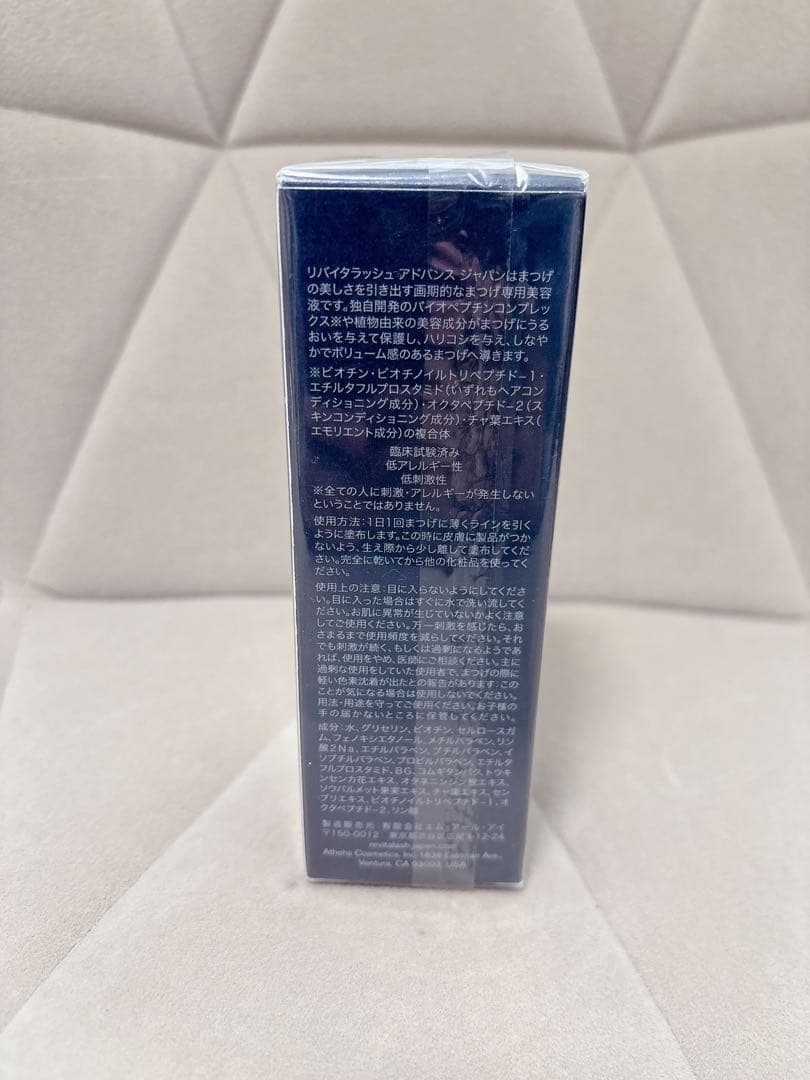 リバイタラッシュ アドバンス ジャパンはまつげ
の美しさを引き出す画期的なまつげ専用美容
液です。独自開発のバイオペプチンコンプレッ
クス※や植物由来の美容成分がまつげにうる
おいを与えて保護し、ハリコシを与え、しなや
かでボリューム感のあるまつげへ導きます。
※ビオチン・ビオチノイルトリペプチド-1・
エチルタフルプロスタミド(いずれもヘアコン
ディショニング成分)・オクタペプチド-2(ス
キンコンディショニング成分)・チャ葉エキス(
エモリエント成分)の複合体
臨床試験済み
低アレルギー性
低刺激性
※全ての人に刺激・アレルギーが発生しない
ということではありません。
使用方法:1日1回まつげに薄くラインを引く
ように塗布します。この時に皮膚に製品がつか
ないよう、生え際から少し離して塗布してくだ
さい。完全に乾いてから他の化粧品を使ってく
ださい。
使用上の注意:目に入らないようにしてくださ
い。目に入った場合はすぐに水で洗い流してく
ださい。お肌に異常が生じていないかよく注意
してご使用ください。万一刺激を感じたら、お
さまるまで使用頻度を減らしてください。それ
でも刺激が続く、もしくは過剰になるようであ
れば、使用をやめ、医師にご相談ください。主に
過剰な使用をしていた使用者で、まつげの際に
軽い色素沈着が出たとの報告があります:この
ことが気になる場合は使用しないでください。
用法・用途を守ってご使用ください。お子様の
手の届かないところに保管してください。
成分:水、グリセリン、ビオチン、セルロースガ
ム、フェノキシエタノール、メチルパラベン、リン
酸2Na、エチルパラベン、ブチルパラベン、イ
ソブチルパラベン、プロピルパラベン、エチルタ
フルプロスタミド、BG、コムギタンパク、トウキ
ンセンカ花エキス、オタネニンジン根エキス、
ソウパルメット果実エキス、チャ葉エキス、セン
ブリエキス、ビオチノイルトリペプチド-1、オ
クタペプチド-2、リン酸
製造販売元 有限会社エム・アール・アイ
〒150-0012 東京都渋谷区広尾1-12-24
revitalash-japan.com
Athena Cosmetics, Inc 1838 Eastman Ave.,
Ventura, CA 93003, USA